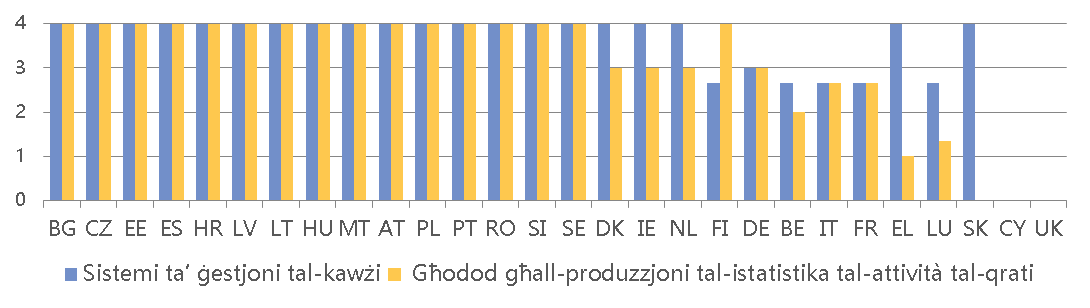 4
3
2
1
0
BG CZ EE ES HR LV LT HU MT AT PL PT RO SI SE DK IE NL FI DE BE IT FR EL LU SK CY UK
Sistemi ta’ ġestjoni tal-kawżi Għodod għall-produzzjoni tal-istatistika tal-attività tal-qrati